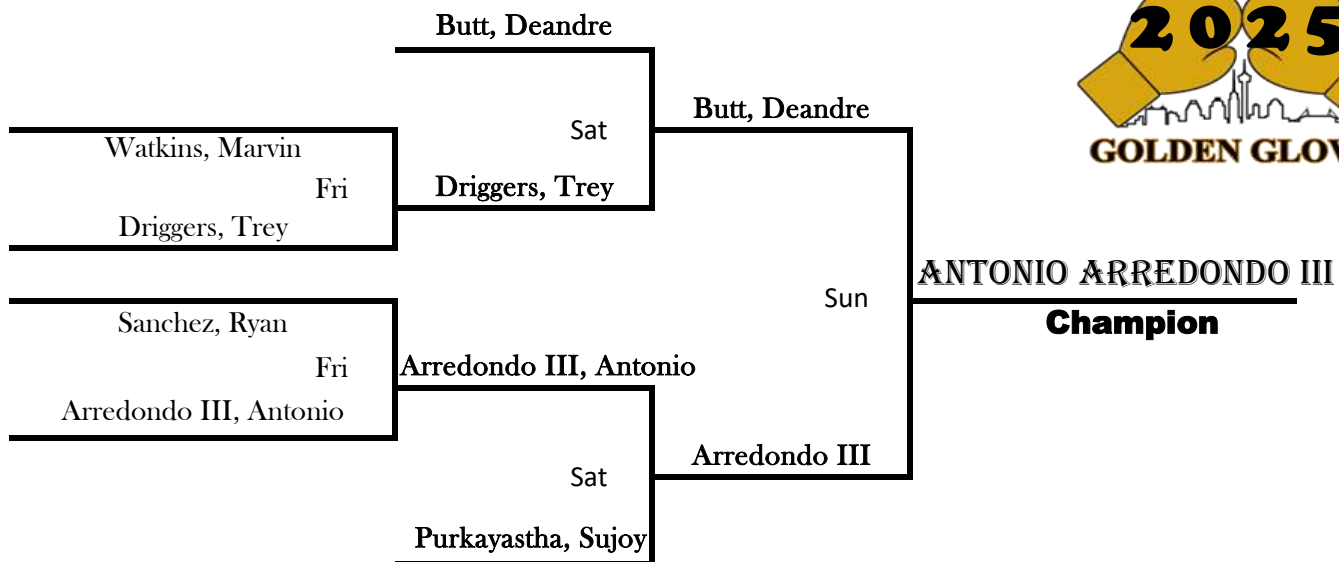 Butt, Deandre
2025
Butt, Deandre
Sat
Watkins, Marvin
GOLDEN
Fri
Driggers, Trey
Driggers, Trey
ANTONIO ARREDONDO III
Sun
Champion
Sanchez, Ryan
Fri
Arredondo III, Antonio
Arredondo III, Antonio
Arredondo III
Sat
Purkayastha, Sujoy